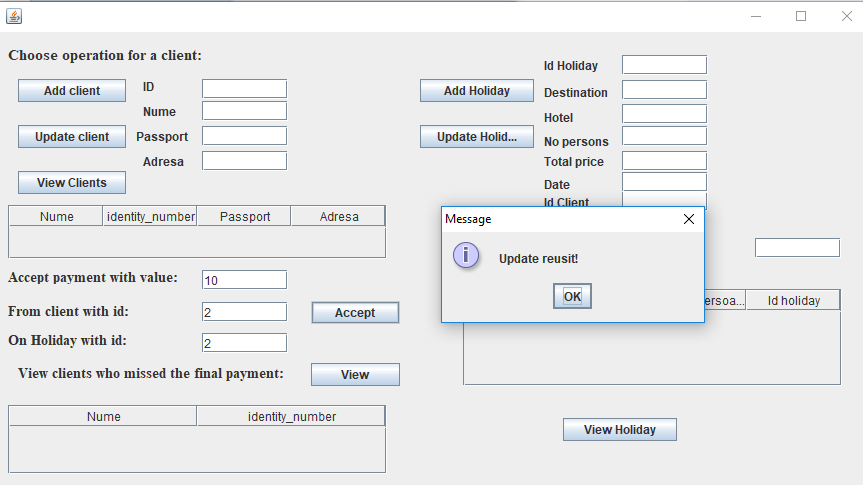 Choose operation for a client:
Add client
ID
Nume
Update client
Passport
Adresa
View Clients
Nume identity_number Passport Adresa
Accept payment with value: 10
From client with id: 2 Accept
On Holiday with id: 2
View clients who missed the final payment: View
Nume identity_number
Add Holiday
Update Holid...
Id Holiday
Destination
Hotel
No persons
Total price
Date
Id Client
Message
Update reusit!
OK
ersoa... Id holiday
View Holiday